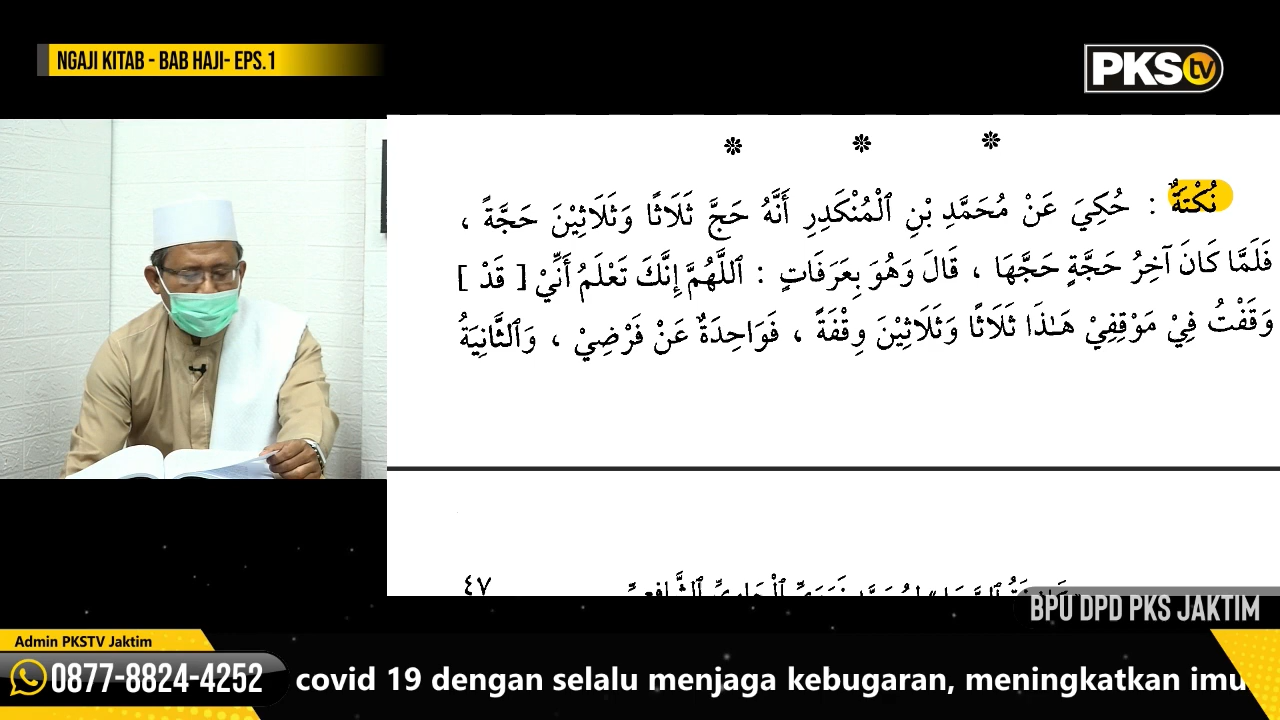 NGAJI KITAB - BAB HAJI- EPS.1
PKS tv
نُكْتَةٌ : حُكِيَ عَنْ مُحَمَّدِ بْنِ ٱلْمُنْكَدِرِ أَنَّهُ حَجَّ ثَلَاثًا وَثَلَاثِيْنَ حَجَّةً ،
فَلَمَّا كَانَ آخِرُ حَجَّةٍ حَجَّهَا ، قَالَ وَهُوَ بِعَرَفَاتٍ : ٱللَّهُمَّ إِنَّكَ تَعْلَمُ أَنِّيْ [ قَدْ ]
وَقَفْتُ فِيْ مَوْقِفِيْ هَـٰذَا ثَلَاثًا وَثَلَاثِيْنَ وِقْفَةً ، فَوَاحِدَةٌ عَنْ فَرْضِيْ ، وَٱلثَّانِيَةُ
٤٧
BPU DPD PKS JAKTIM
Admin PKSTV Jaktim
0877-8824-4252
covid 19 dengan selalu menjaga kebugaran, meningkatkan imu